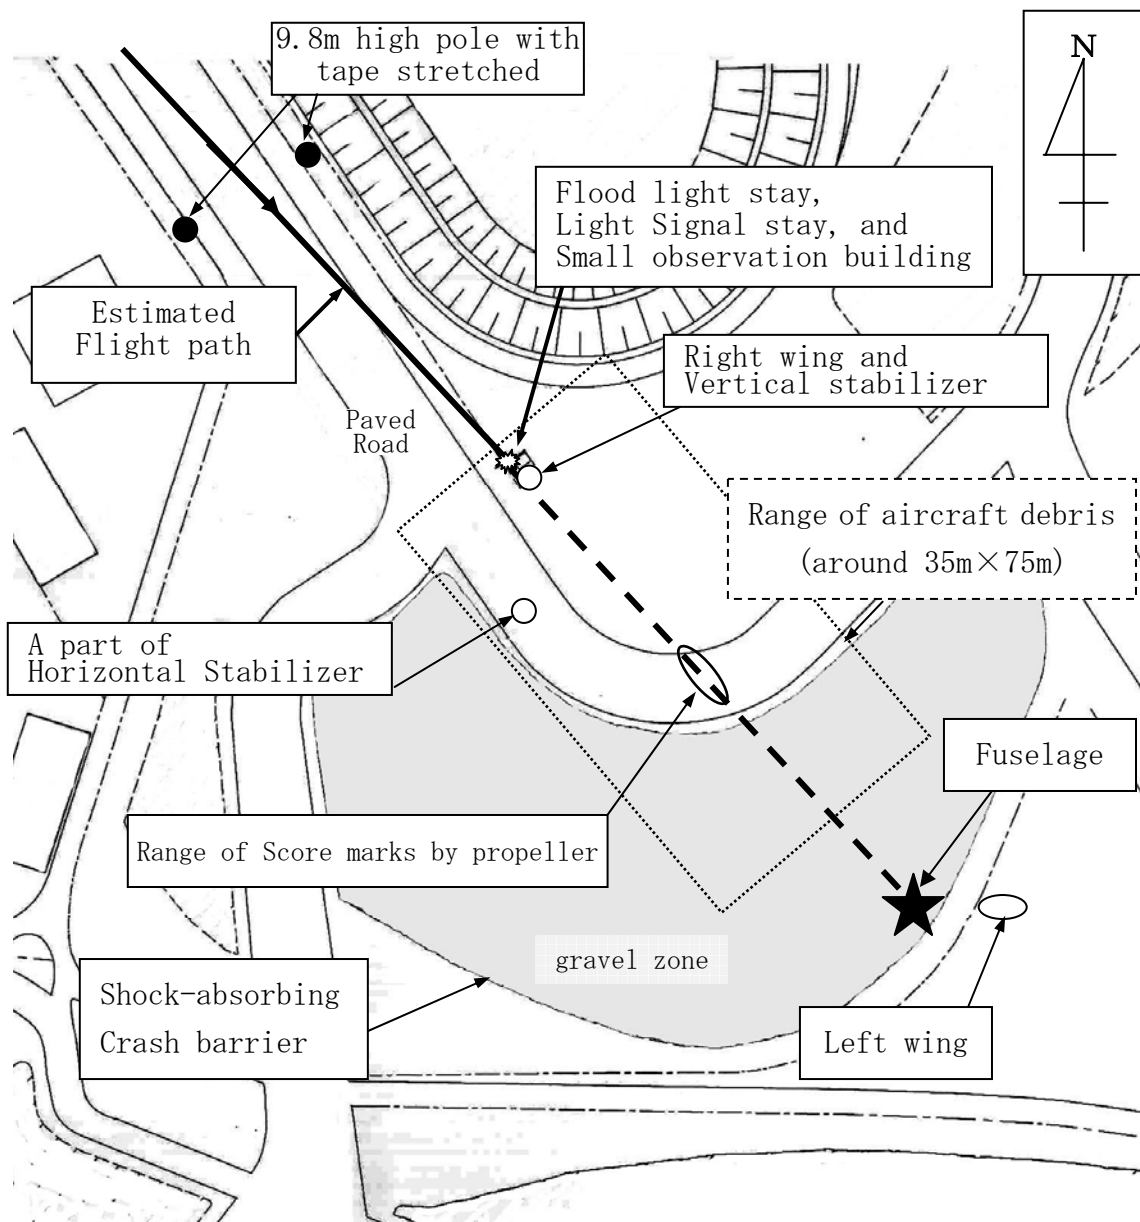 9.8m high pole with
tape stretched
N
Flood light stay,
Light Signal stay, and
Small observation building
Estimated
Flight path
Right wing and
Vertical stabilizer
Paved
Road
Range of aircraft debris
(around 35m×75m)
A part of
Horizontal Stabilizer
Fuselage
Range of Score marks by propeller
gravel zone
Shock-absorbing
Crash barrier
Left wing